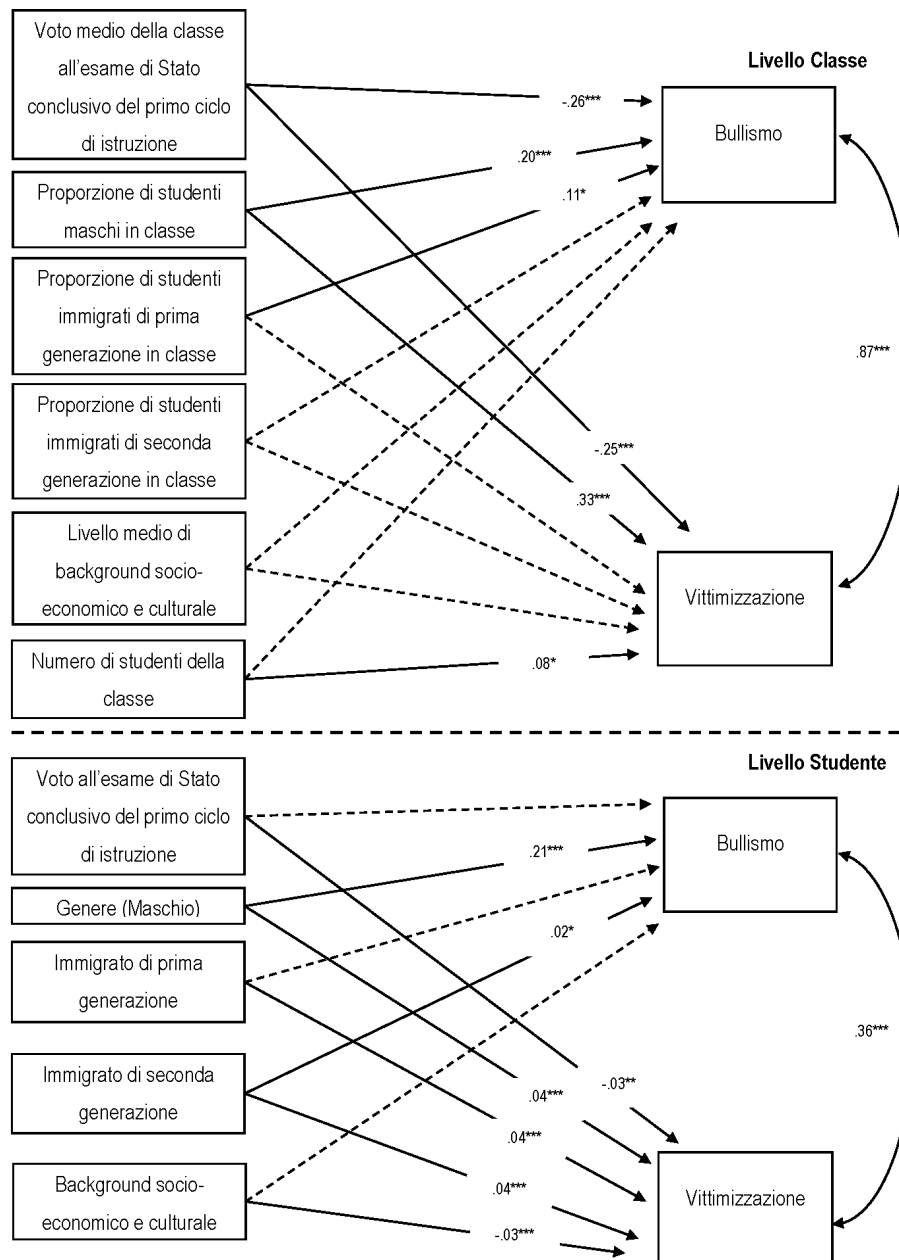 Voto medio della classe
all'esame di Stato
conclusivo del primo ciclo
di istruzione
Proporzione di studenti
maschi in classe
Proporzione di studenti
immigrati di prima
generazione in classe
Proporzione di studenti
immigrati di seconda
generazione in classe
Livello medio di
background socio-
economico e culturale
Numero di studenti della
classe
Livello Classe
Bullismo
Vittimizzazione
-.26***
.20***
.11*
-.25***
.33***
.08*
.87***
Livello Studente
Voto all'esame di Stato
conclusivo del primo ciclo
di istruzione
Genere (Maschio)
Immigrato di prima
generazione
Immigrato di seconda
generazione
Background socio-
economico e culturale
Bullismo
Vittimizzazione
.21***
.02*
-.03**
.04***
.04***
.04***
-.03***
.36***